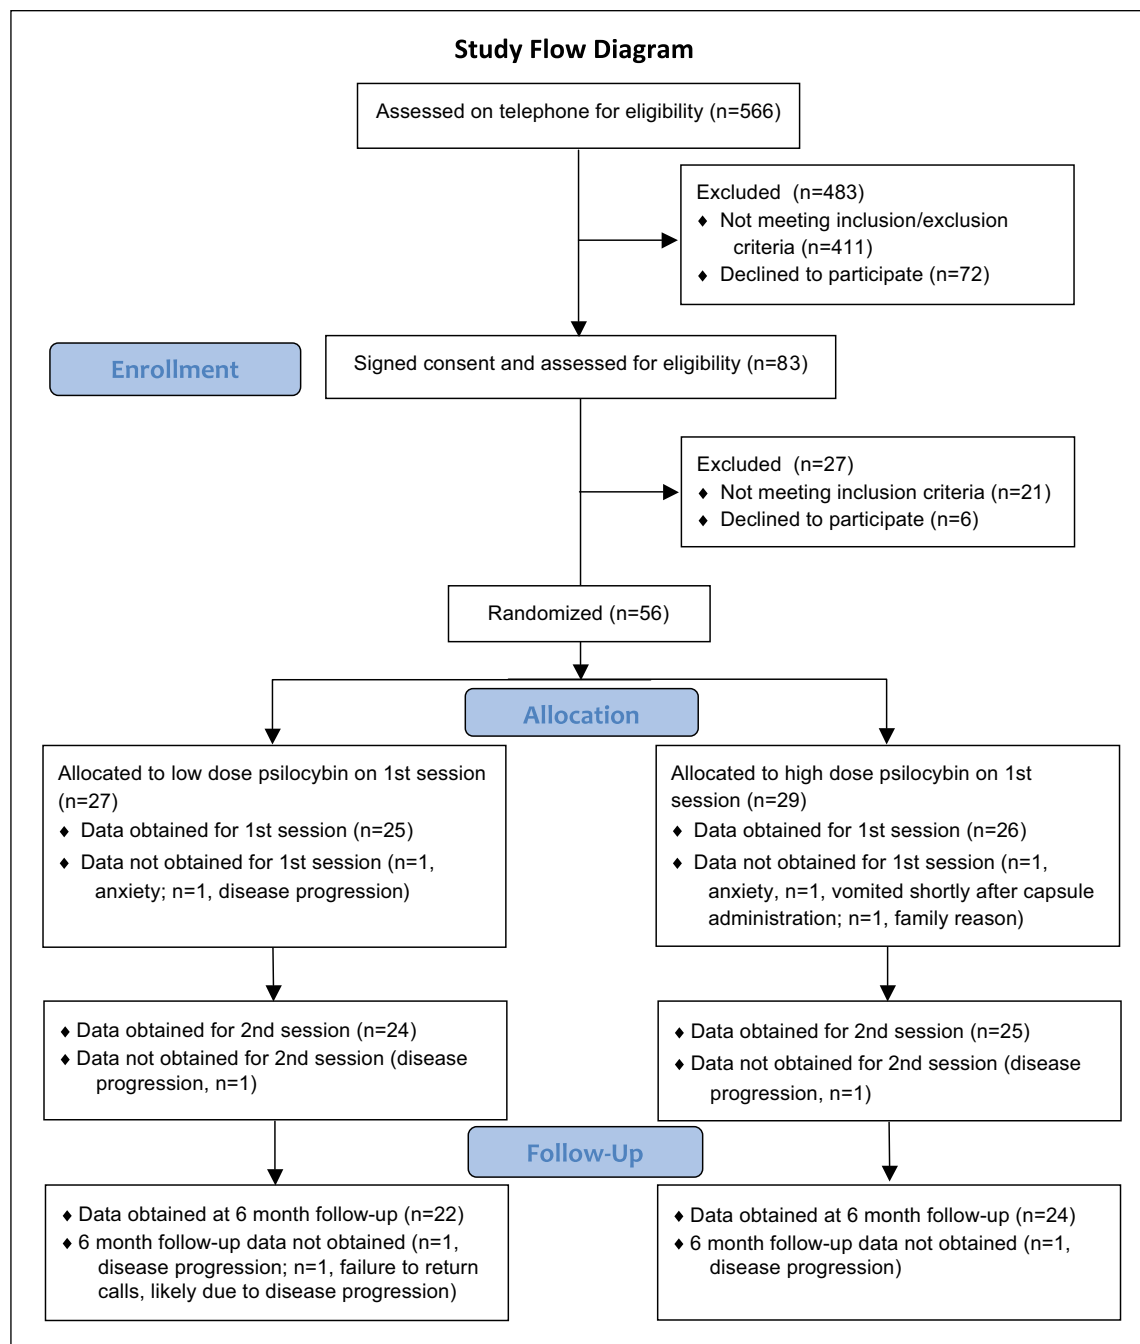 Study Flow Diagram
Assessed on telephone for eligibility (n=566)
Excluded (n=483)
♦ Not meeting inclusion/exclusion
criteria (n=411)
♦ Declined to participate (n=72)
Enrollment
Signed consent and assessed for eligibility (n=83)
Excluded (n=27)
♦ Not meeting inclusion criteria (n=21)
♦ Declined to participate (n=6)
Randomized (n=56)
Allocation
Allocated to low dose psilocybin on 1st session
(n=27)
♦ Data obtained for 1st session (n=25)
♦ Data not obtained for 1st session (n=1,
anxiety; n=1, disease progression)
Allocated to high dose psilocybin on 1st
session (n=29)
♦ Data obtained for 1st session (n=26)
♦ Data not obtained for 1st session (n=1,
anxiety, n=1, vomited shortly after capsule
administration; n=1, family reason)
♦ Data obtained for 2nd session (n=24)
♦ Data not obtained for 2nd session (disease
progression, n=1)
♦ Data obtained for 2nd session (n=25)
♦ Data not obtained for 2nd session (disease
progression, n=1)
Follow-Up
♦ Data obtained at 6 month follow-up (n=22)
♦ 6 month follow-up data not obtained (n=1,
disease progression; n=1, failure to return
calls, likely due to disease progression)
♦ Data obtained at 6 month follow-up (n=24)
♦ 6 month follow-up data not obtained (n=1,
disease progression)